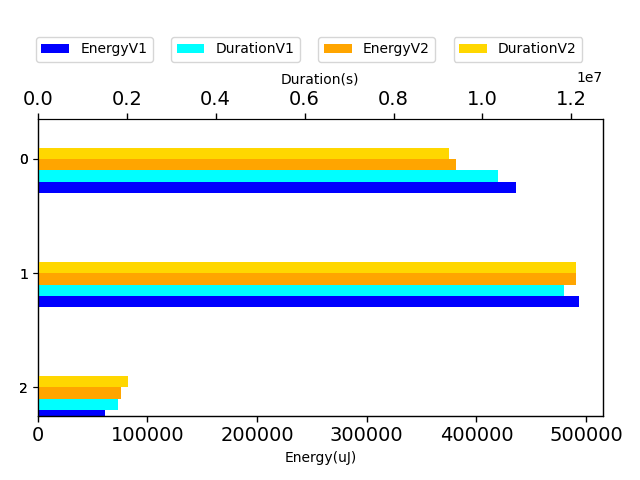 EnergyV1 DurationV1 EnergyV2 DurationV2
Duration(s)
1e7
0.0 0.2 0.4 0.6 0.8 1.0 1.2
0
1
2
0 100000 200000 300000 400000 500000
Energy(uJ)